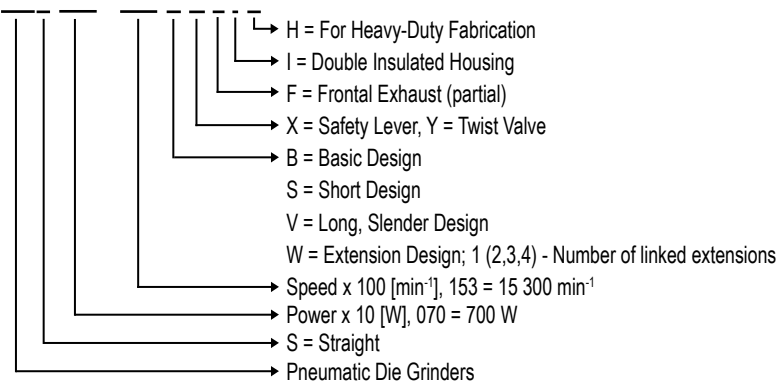 H = For Heavy-Duty Fabrication
I = Double Insulated Housing
F = Frontal Exhaust (partial)
X = Safety Lever, Y = Twist Valve
B = Basic Design
S = Short Design
V = Long, Slender Design
W = Extension Design; 1 (2,3,4) - Number of linked extensions
Speed x 100 [min⁻¹], 153 = 15 300 min⁻¹
Power x 10 [W], 070 = 700 W
S = Straight
Pneumatic Die Grinders